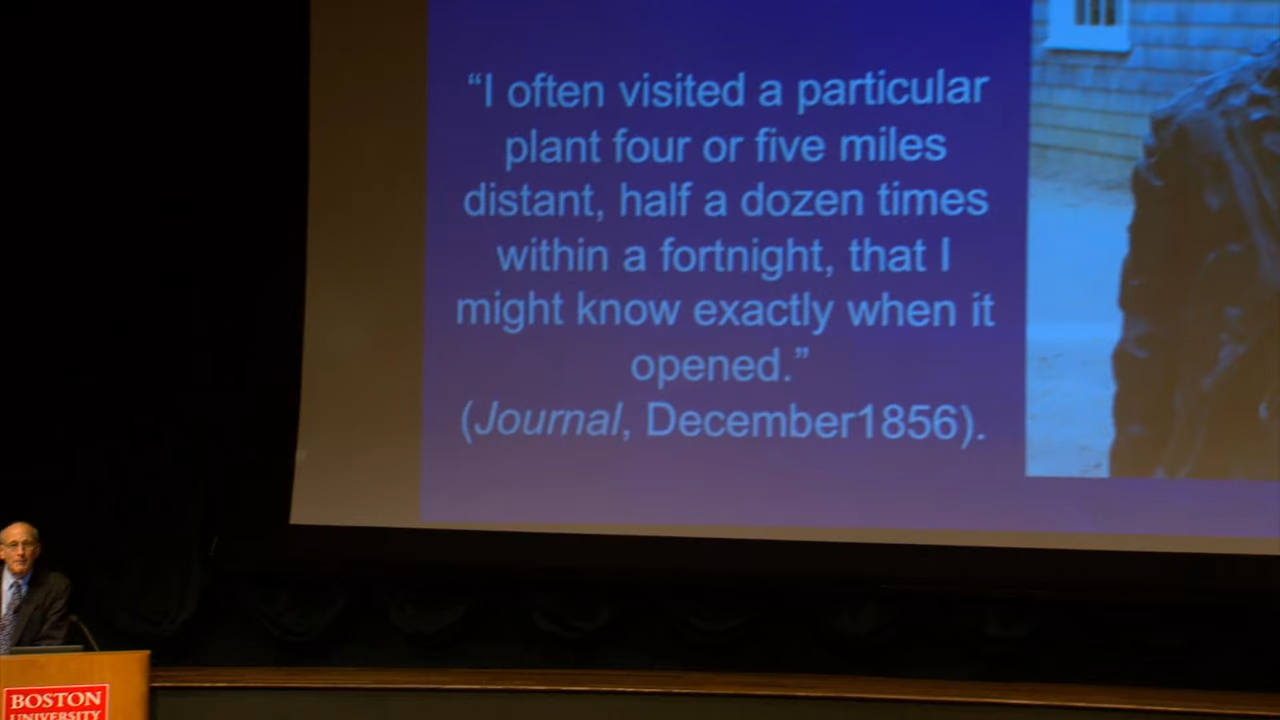 “I often visited a particular
plant four or five miles
distant, half a dozen times
within a fortnight, that I
might know exactly when it
opened.”
(Journal, December1856).
BOSTON
UNIVERSITY